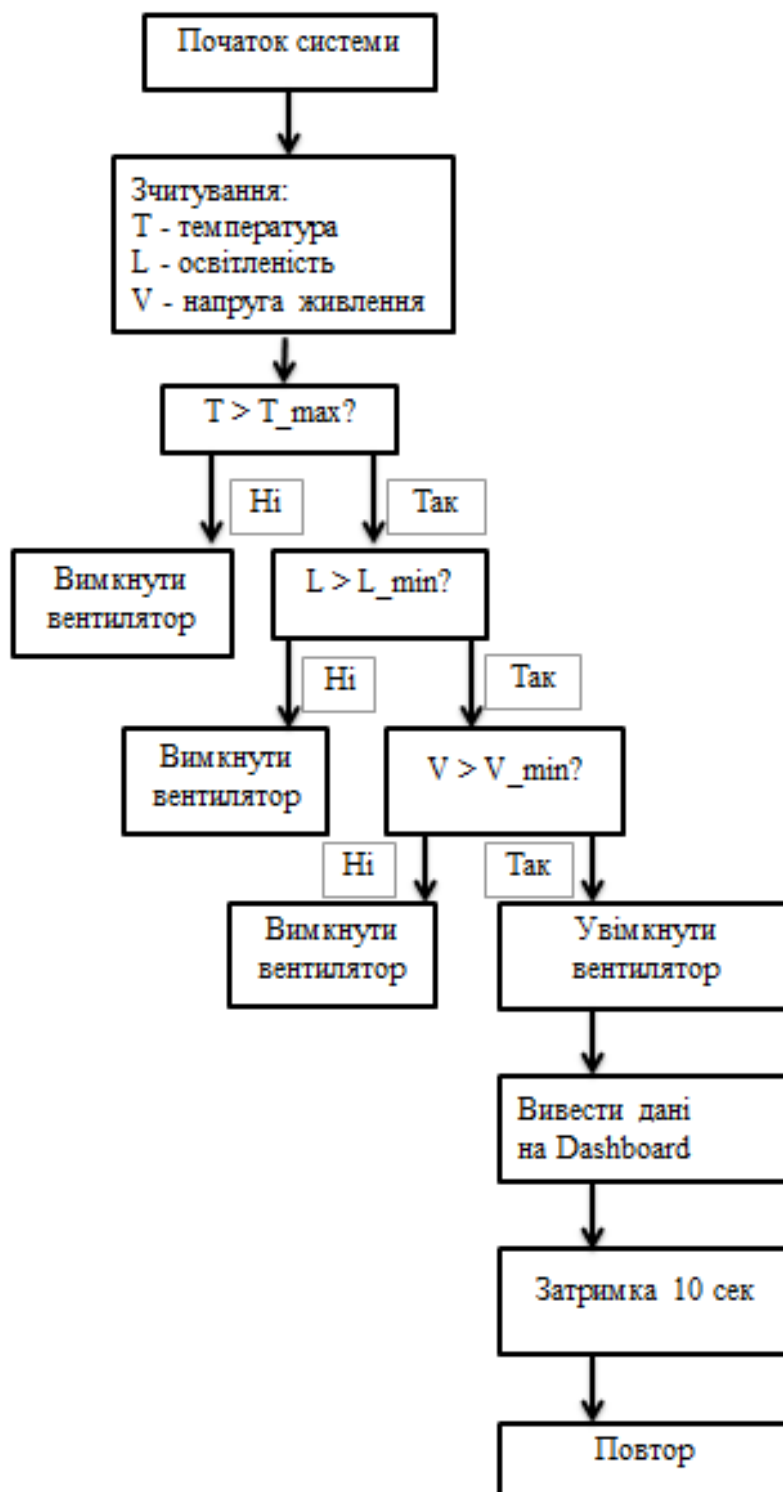 Початок системи
Зчитування:
T - температура
L - освітленість
V - напруга живлення
T > T_max?
Ні
Так
Вимкнути
вентилятор
L > L_min?
Ні
Так
Вимкнути
вентилятор
V > V_min?
Ні
Так
Вимкнути
вентилятор
Увімкнути
вентилятор
Вивести дані
на Dashboard
Затримка 10 сек
Повтор